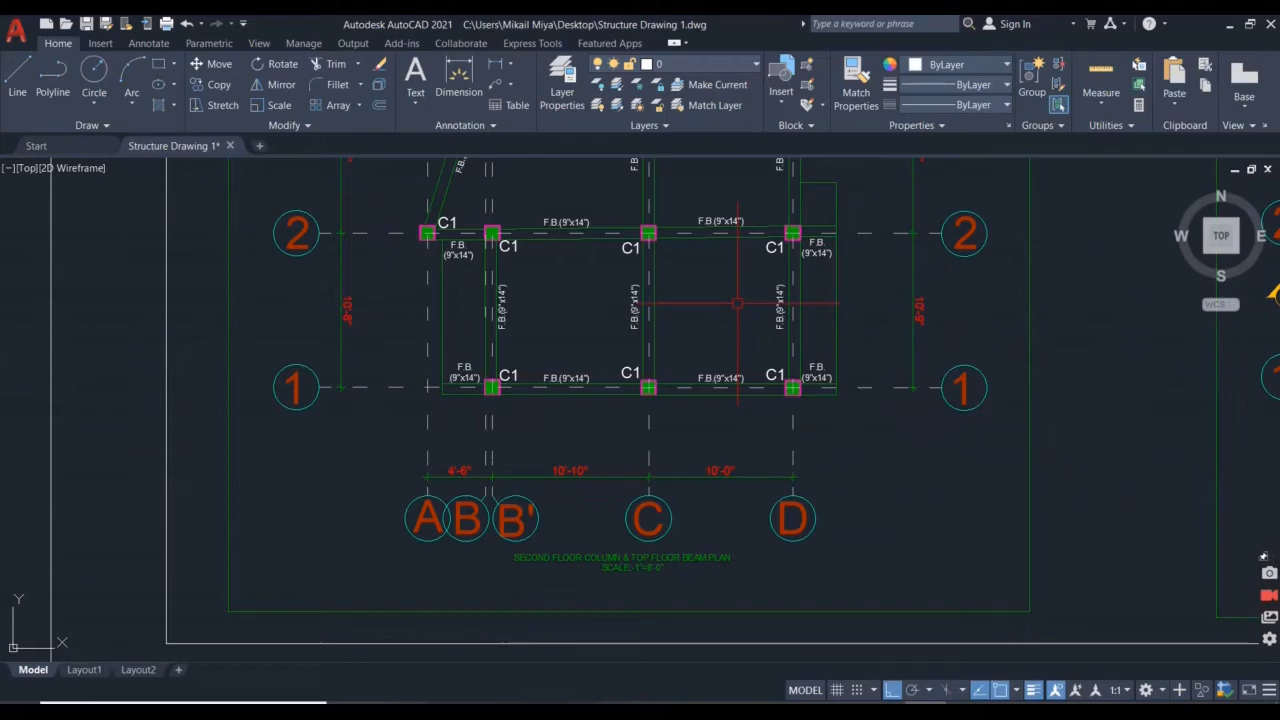 Autodesk AutoCAD 2021 C:\Users\Mikail Miya\Desktop\Structure Drawing 1.dwg
Type a keyword or phrase
Sign In
Home Insert Annotate Parametric View Manage Output Add-ins Collaborate Express Tools Featured Apps
Line
Polyline
Circle
Arc
Draw
Move
Rotate
Trim
Copy
Mirror
Fillet
Stretch
Scale
Array
Modify
Text
Dimension
Table
Annotation
Layer
Properties
0
Make Current
Match Layer
Layers
Insert
Block
Match
Properties
ByLayer
ByLayer
ByLayer
Properties
Group
Groups
Measure
Utilities
Paste
Clipboard
Base
View
Start
Structure Drawing 1*
[−][Top][2D Wireframe]
N
W
TOP
E
S
WCS
F.B.
F.B
F.B
2
C1
F.B.(9"x14")
F.B.(9"x14")
2
C1
C1
C1
F.B.
(9"x14")
F.B.
(9"x14")
10'-8"
F.B.(9"x14")
F.B.(9"x14")
F.B.(9"x14")
10'-9"
1
F.B.
(9"x14")
C1
F.B.(9"x14")
C1
F.B.(9"x14")
C1
F.B.
(9"x14")
1
4'-6"
10'-10"
10'-0"
A
B
B'
C
D
SECOND FLOOR COLUMN & TOP FLOOR BEAM PLAN
Y
X
Model Layout1 Layout2
MODEL
1:1